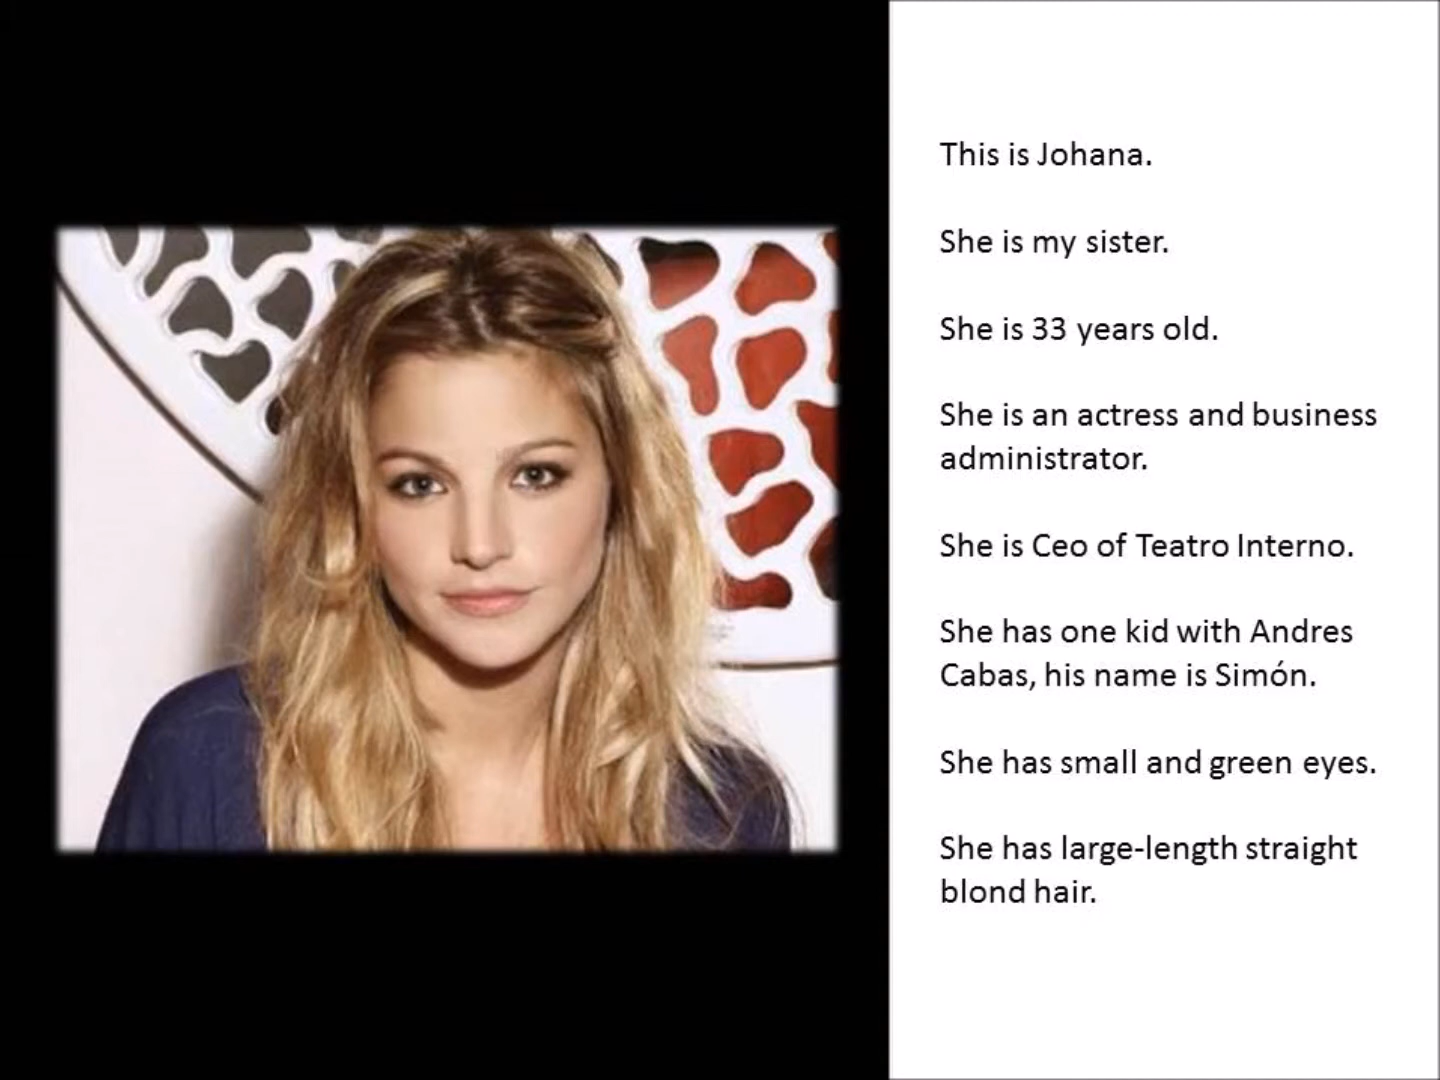 This is Johana.
She is my sister.
She is 33 years old.
She is an actress and business
administrator.
She is Ceo of Teatro Interno.
She has one kid with Andres
Cabas, his name is Simón.
She has small and green eyes.
She has large-length straight
blond hair.